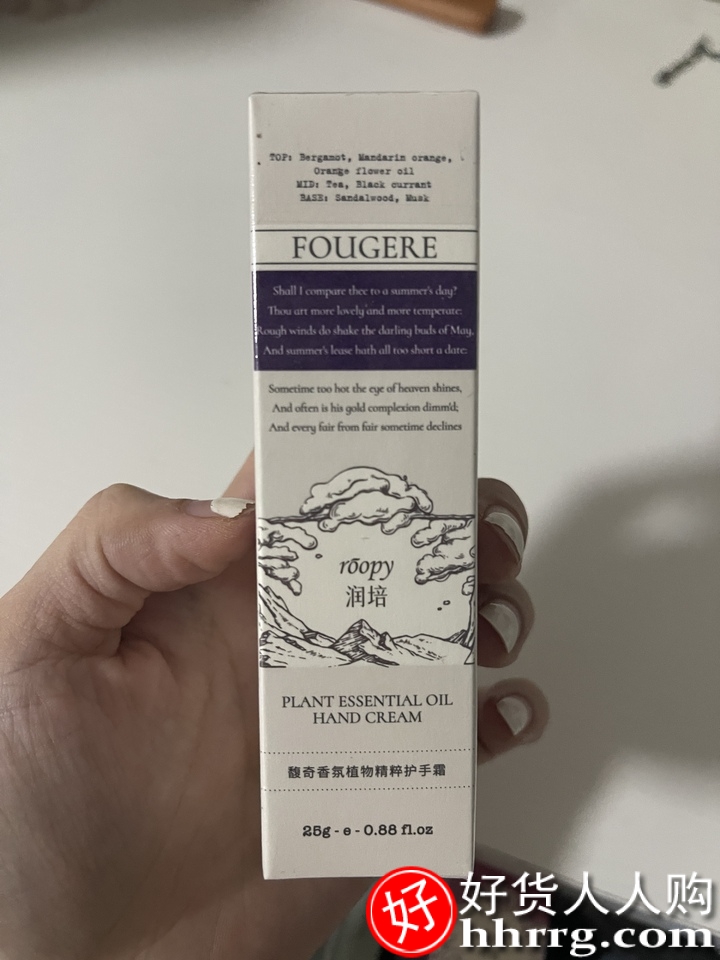 TOP: Bergamot, Mandarin orange,
Orange flower oil
MID: Tea, Black currant
BASE: Sandalwood, Musk
FOUGERE
Shall I compare thee to a summer's day?
Thou art more lovely and more temperate:
Rough winds do shake the darling buds of May,
And summer's lease hath all too short a date:
Sometime too hot the eye of heaven shines,
And often is his gold complexion dimm'd;
And every fair from fair sometime declines
rōopy
润培
PLANT ESSENTIAL OIL
HAND CREAM
馥奇香氛植物精粹护手霜
25g - e - 0.88 fl.oz
好 好货人人购
hhrrg.com